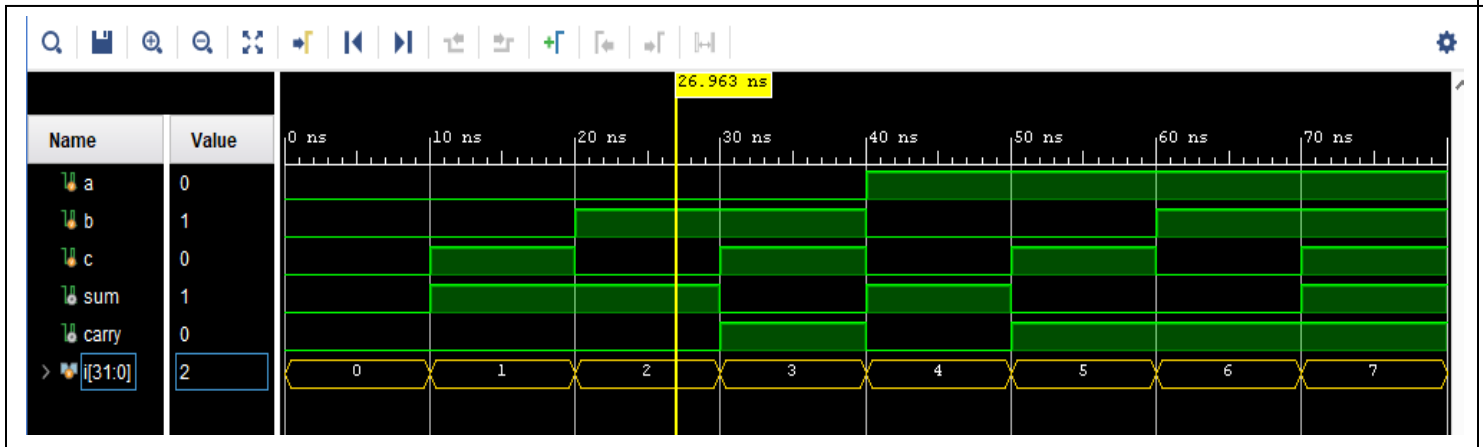 26.963 ns
Name Value 0 ns 10 ns 20 ns 30 ns 40 ns 50 ns 60 ns 70 ns
a 0
b 1
c 0
sum 1
carry 0
i[31:0] 2 0 1 2 3 4 5 6 7